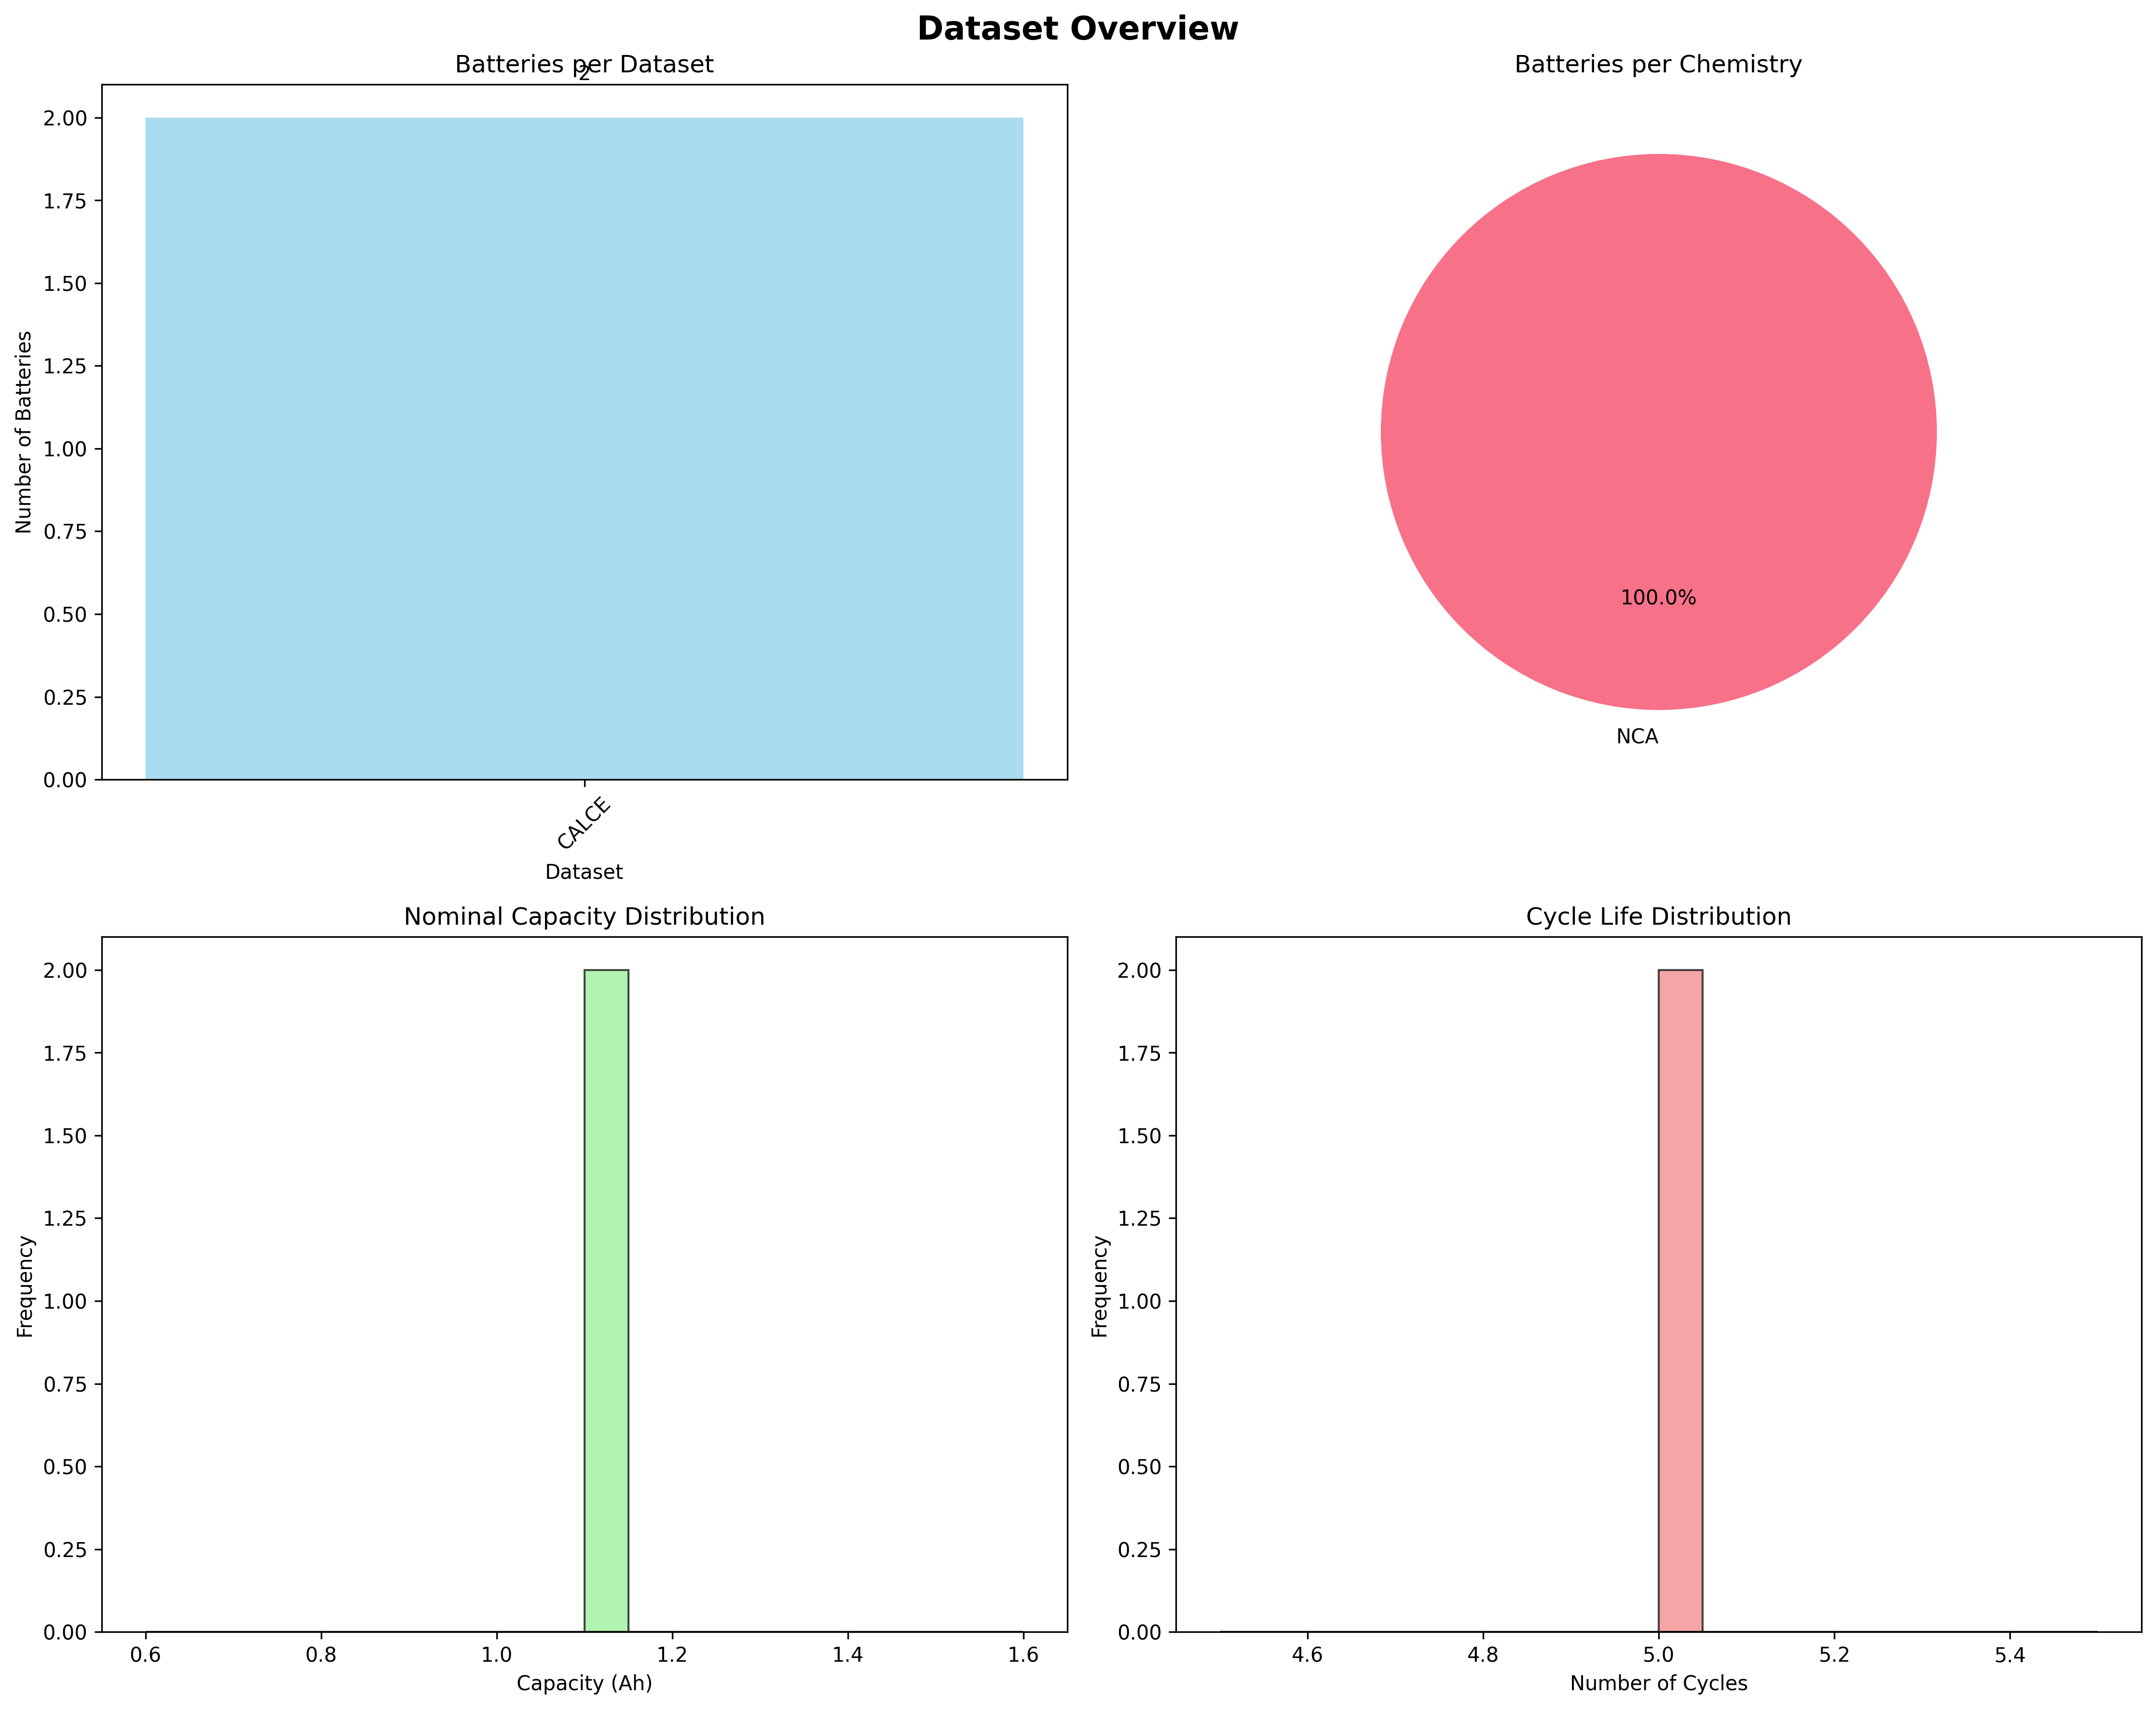 Dataset Overview
Batteries per Dataset
2
Number of Batteries
2.00
1.75
1.50
1.25
1.00
0.75
0.50
0.25
0.00
CALCE
Dataset
Batteries per Chemistry
100.0%
NCA
Nominal Capacity Distribution
Frequency
2.00
1.75
1.50
1.25
1.00
0.75
0.50
0.25
0.00
0.6 0.8 1.0 1.2 1.4 1.6
Capacity (Ah)
Cycle Life Distribution
Frequency
2.00
1.75
1.50
1.25
1.00
0.75
0.50
0.25
0.00
4.6 4.8 5.0 5.2 5.4
Number of Cycles